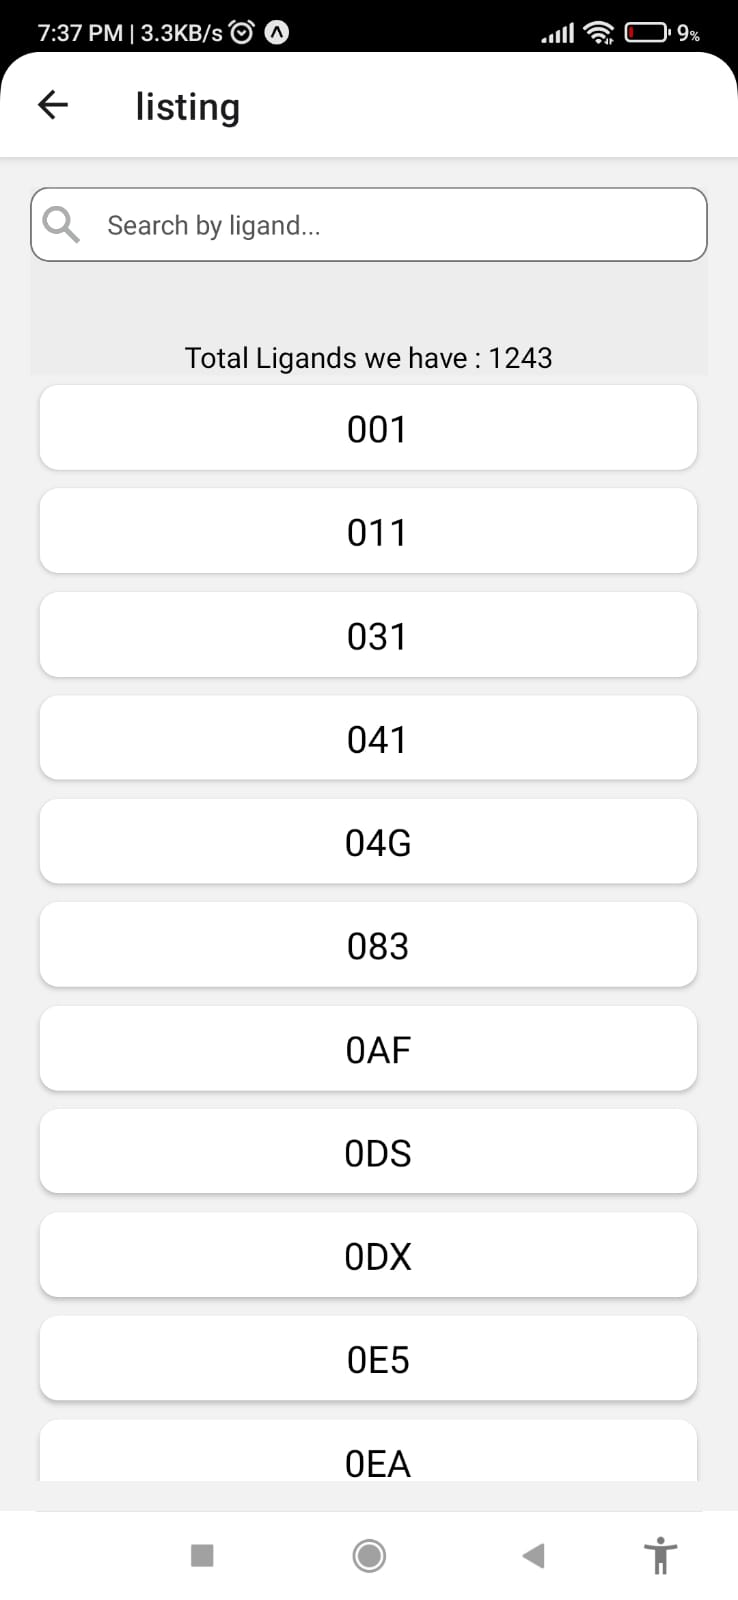 7:37 PM | 3.3KB/s 9%
listing
Search by ligand...
Total Ligands we have : 1243
001
011
031
041
04G
083
0AF
0DS
0DX
0E5
0EA